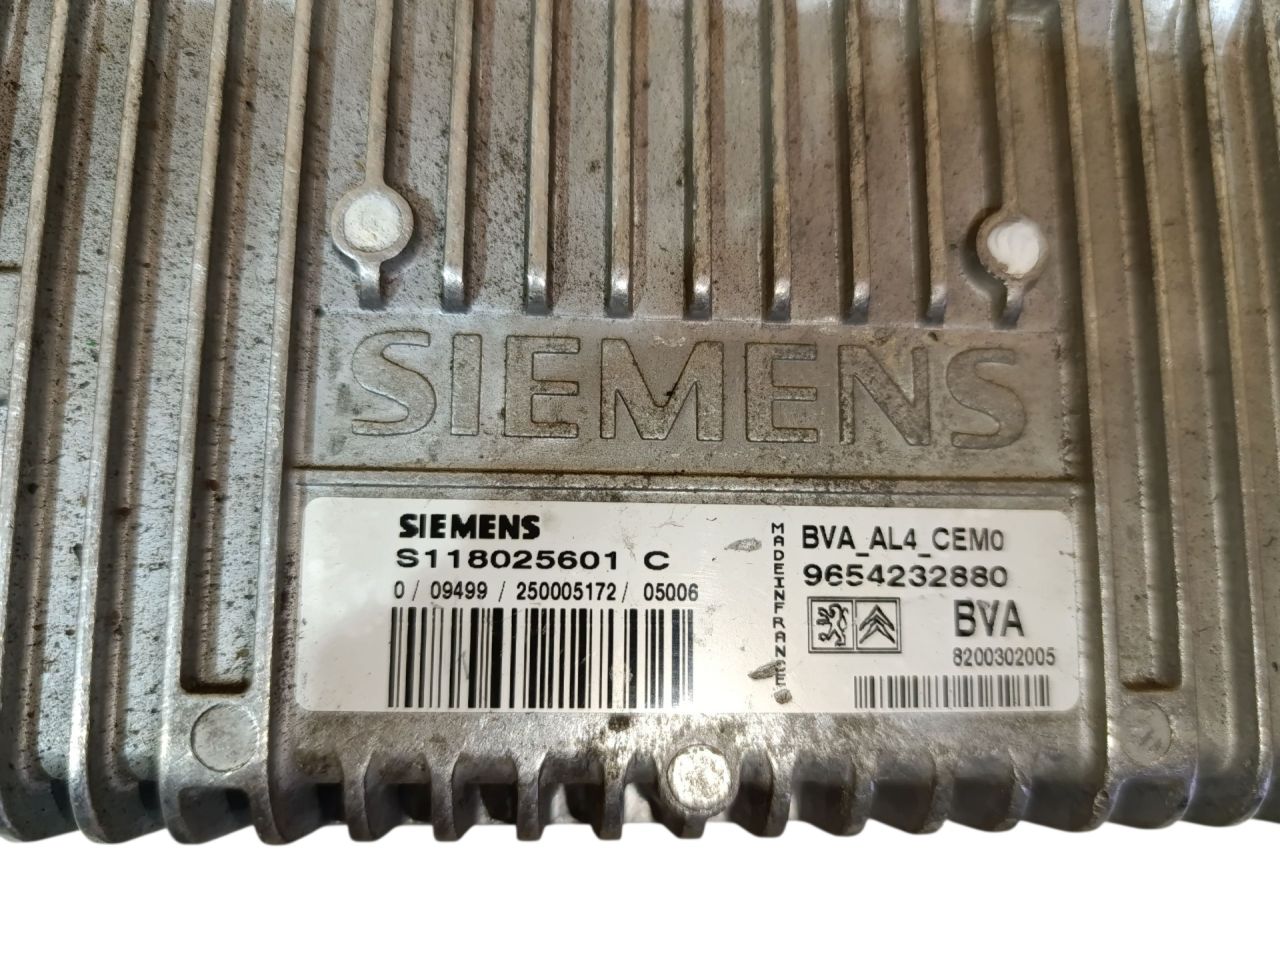 SIEMENS
SIEMENS
S118025601 C
0/ 09499 / 250005172/ 05006
MADEINFRANCE
BVA_AL4_CEM0
9654232880
BVA
8200302005